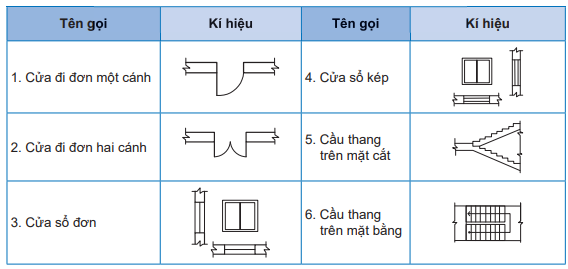 Tên gọi
Kí hiệu
Tên gọi
Kí hiệu
1. Cửa đi đơn một cánh
4. Cửa sổ kép
2. Cửa đi đơn hai cánh
5. Cầu thang
trên mặt cắt
3. Cửa sổ đơn
6. Cầu thang
trên mặt bằng